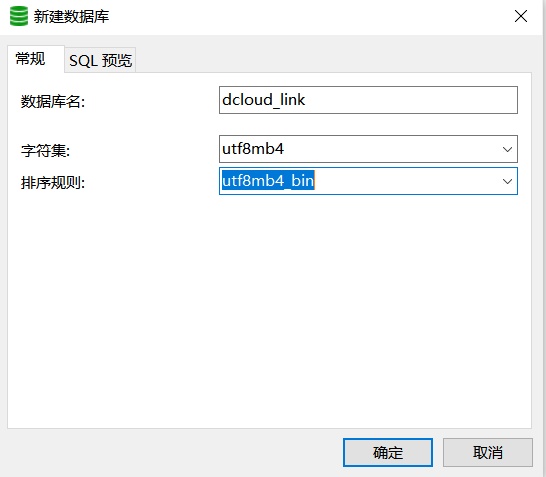 新建数据库
常规 SQL 预览
数据库名: dcloud_link
字符集: utf8mb4
排序规则: utf8mb4_bin
确定 取消